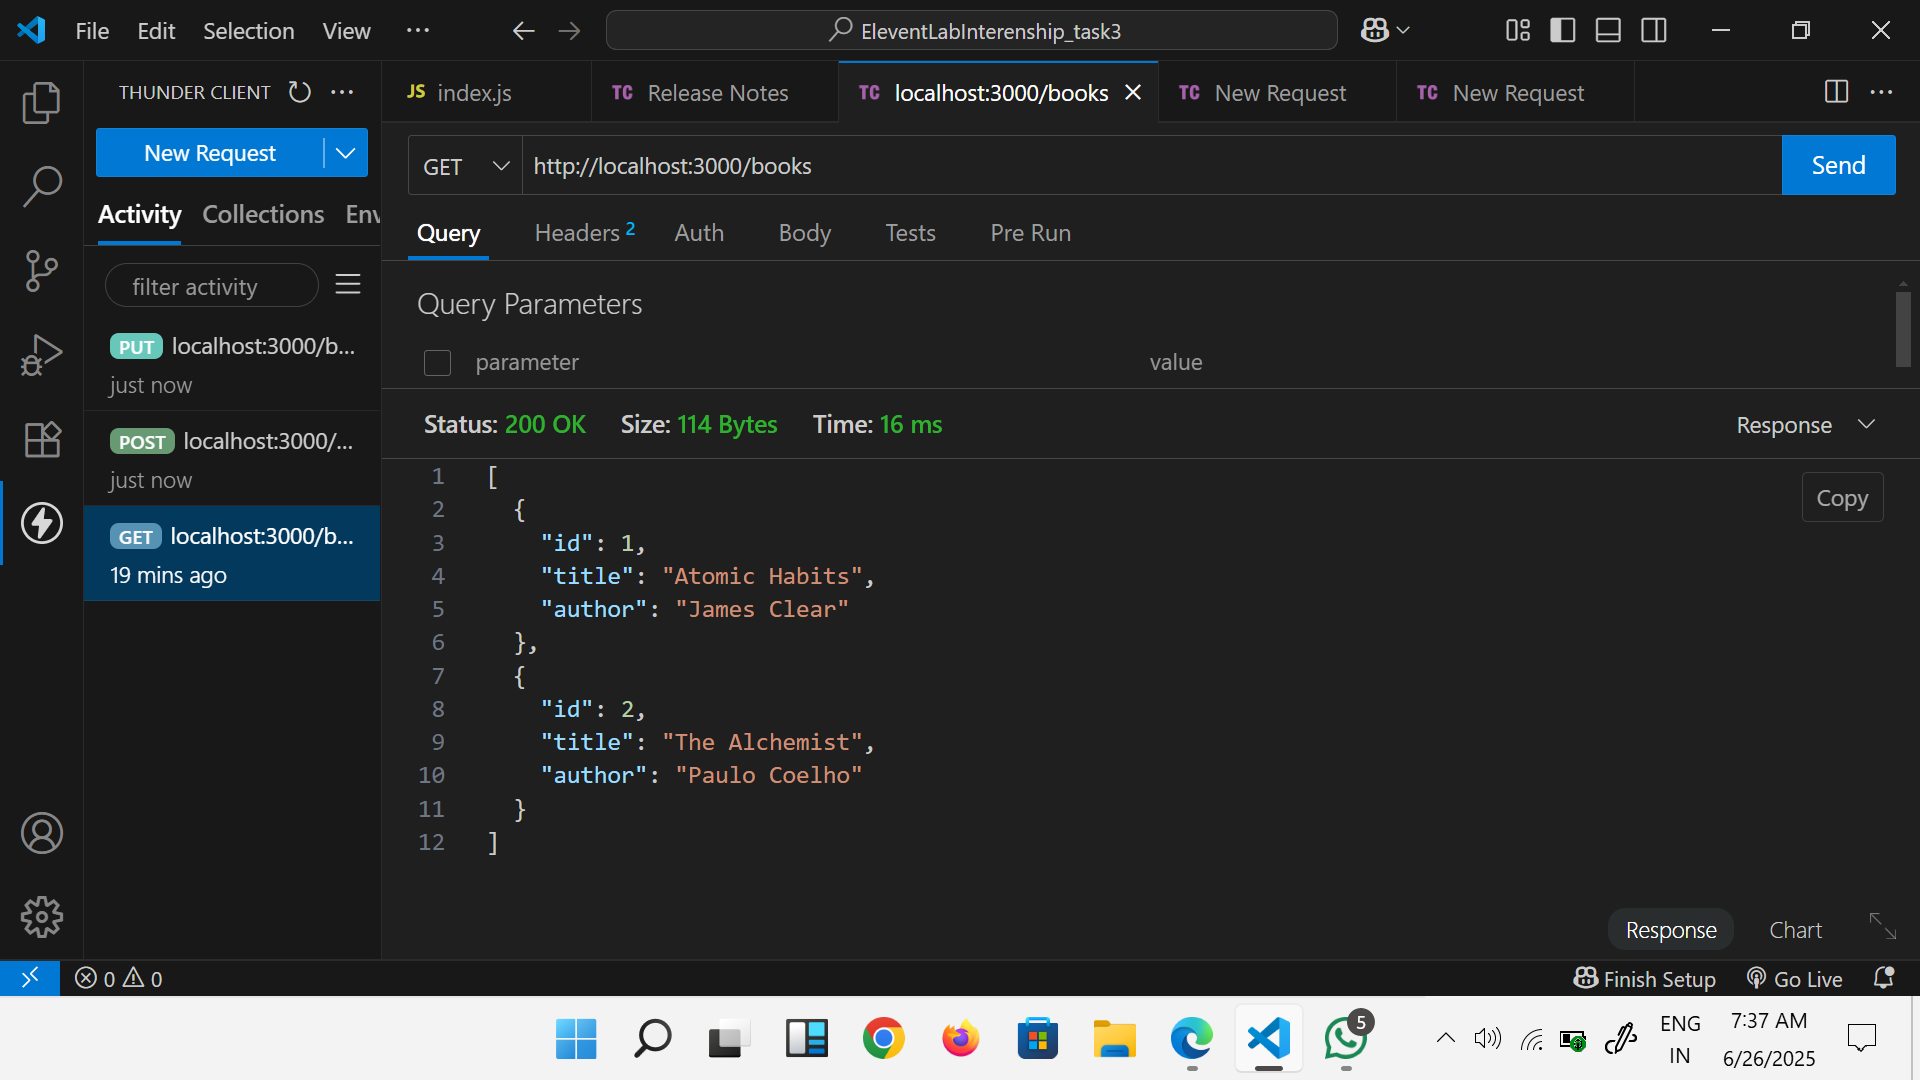 File Edit Selection View ··· EleventLabInterenship_task3
THUNDER CLIENT ···
JS index.js TC Release Notes TC localhost:3000/books TC New Request TC New Request ···
New Request
GET http://localhost:3000/books Send
Activity Collections Env
Query Headers 2 Auth Body Tests Pre Run
filter activity
Query Parameters
parameter value
PUT localhost:3000/b...
just now
POST localhost:3000/...
just now
GET localhost:3000/b...
19 mins ago
Status: 200 OK Size: 114 Bytes Time: 16 ms Response
Copy
1 [
2 {
3 "id": 1,
4 "title": "Atomic Habits",
5 "author": "James Clear"
6 },
7 {
8 "id": 2,
9 "title": "The Alchemist",
10 "author": "Paulo Coelho"
11 }
12 ]
Response Chart
0 0 Finish Setup Go Live
5
ENG
IN
7:37 AM
6/26/2025